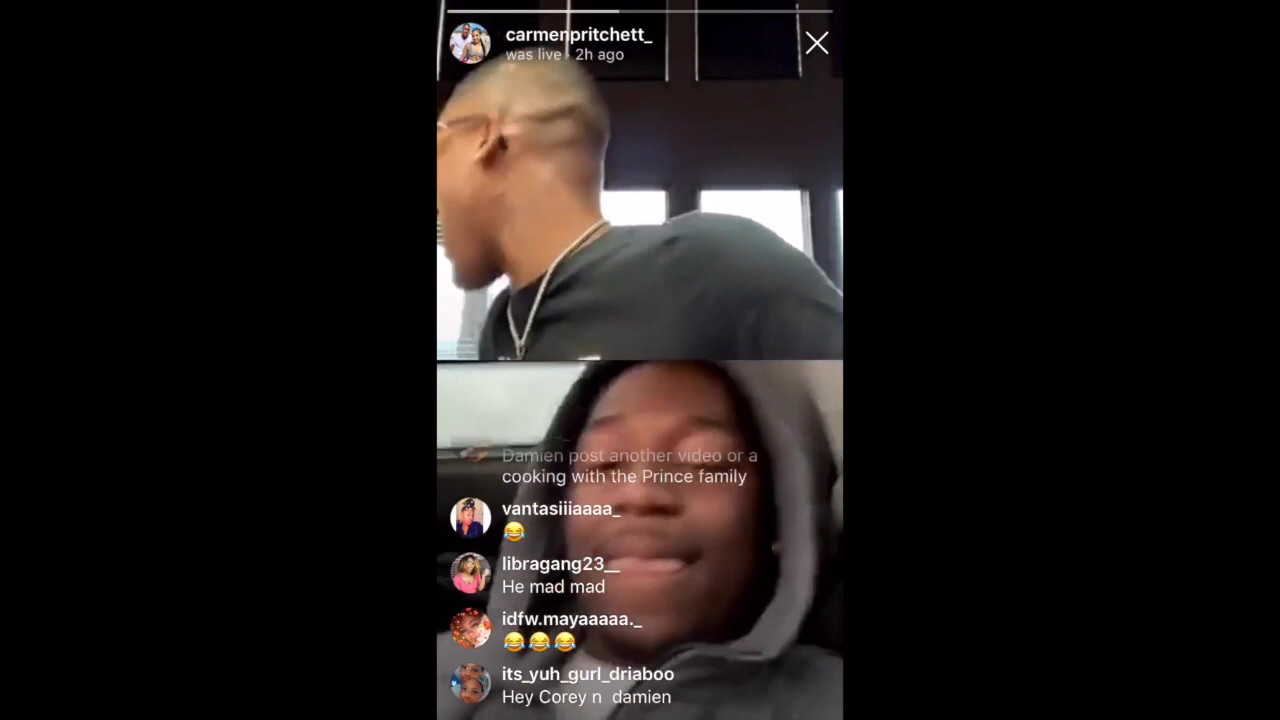 carmenpritchett_
was live · 2h ago
Damien post another video or a
cooking with the Prince family
vantasiiiaaaa_
😂
libragang23__
He mad mad
idfw.mayaaaaa._
😂😂😂
its_yuh_gurl_driaboo
Hey Corey n damien